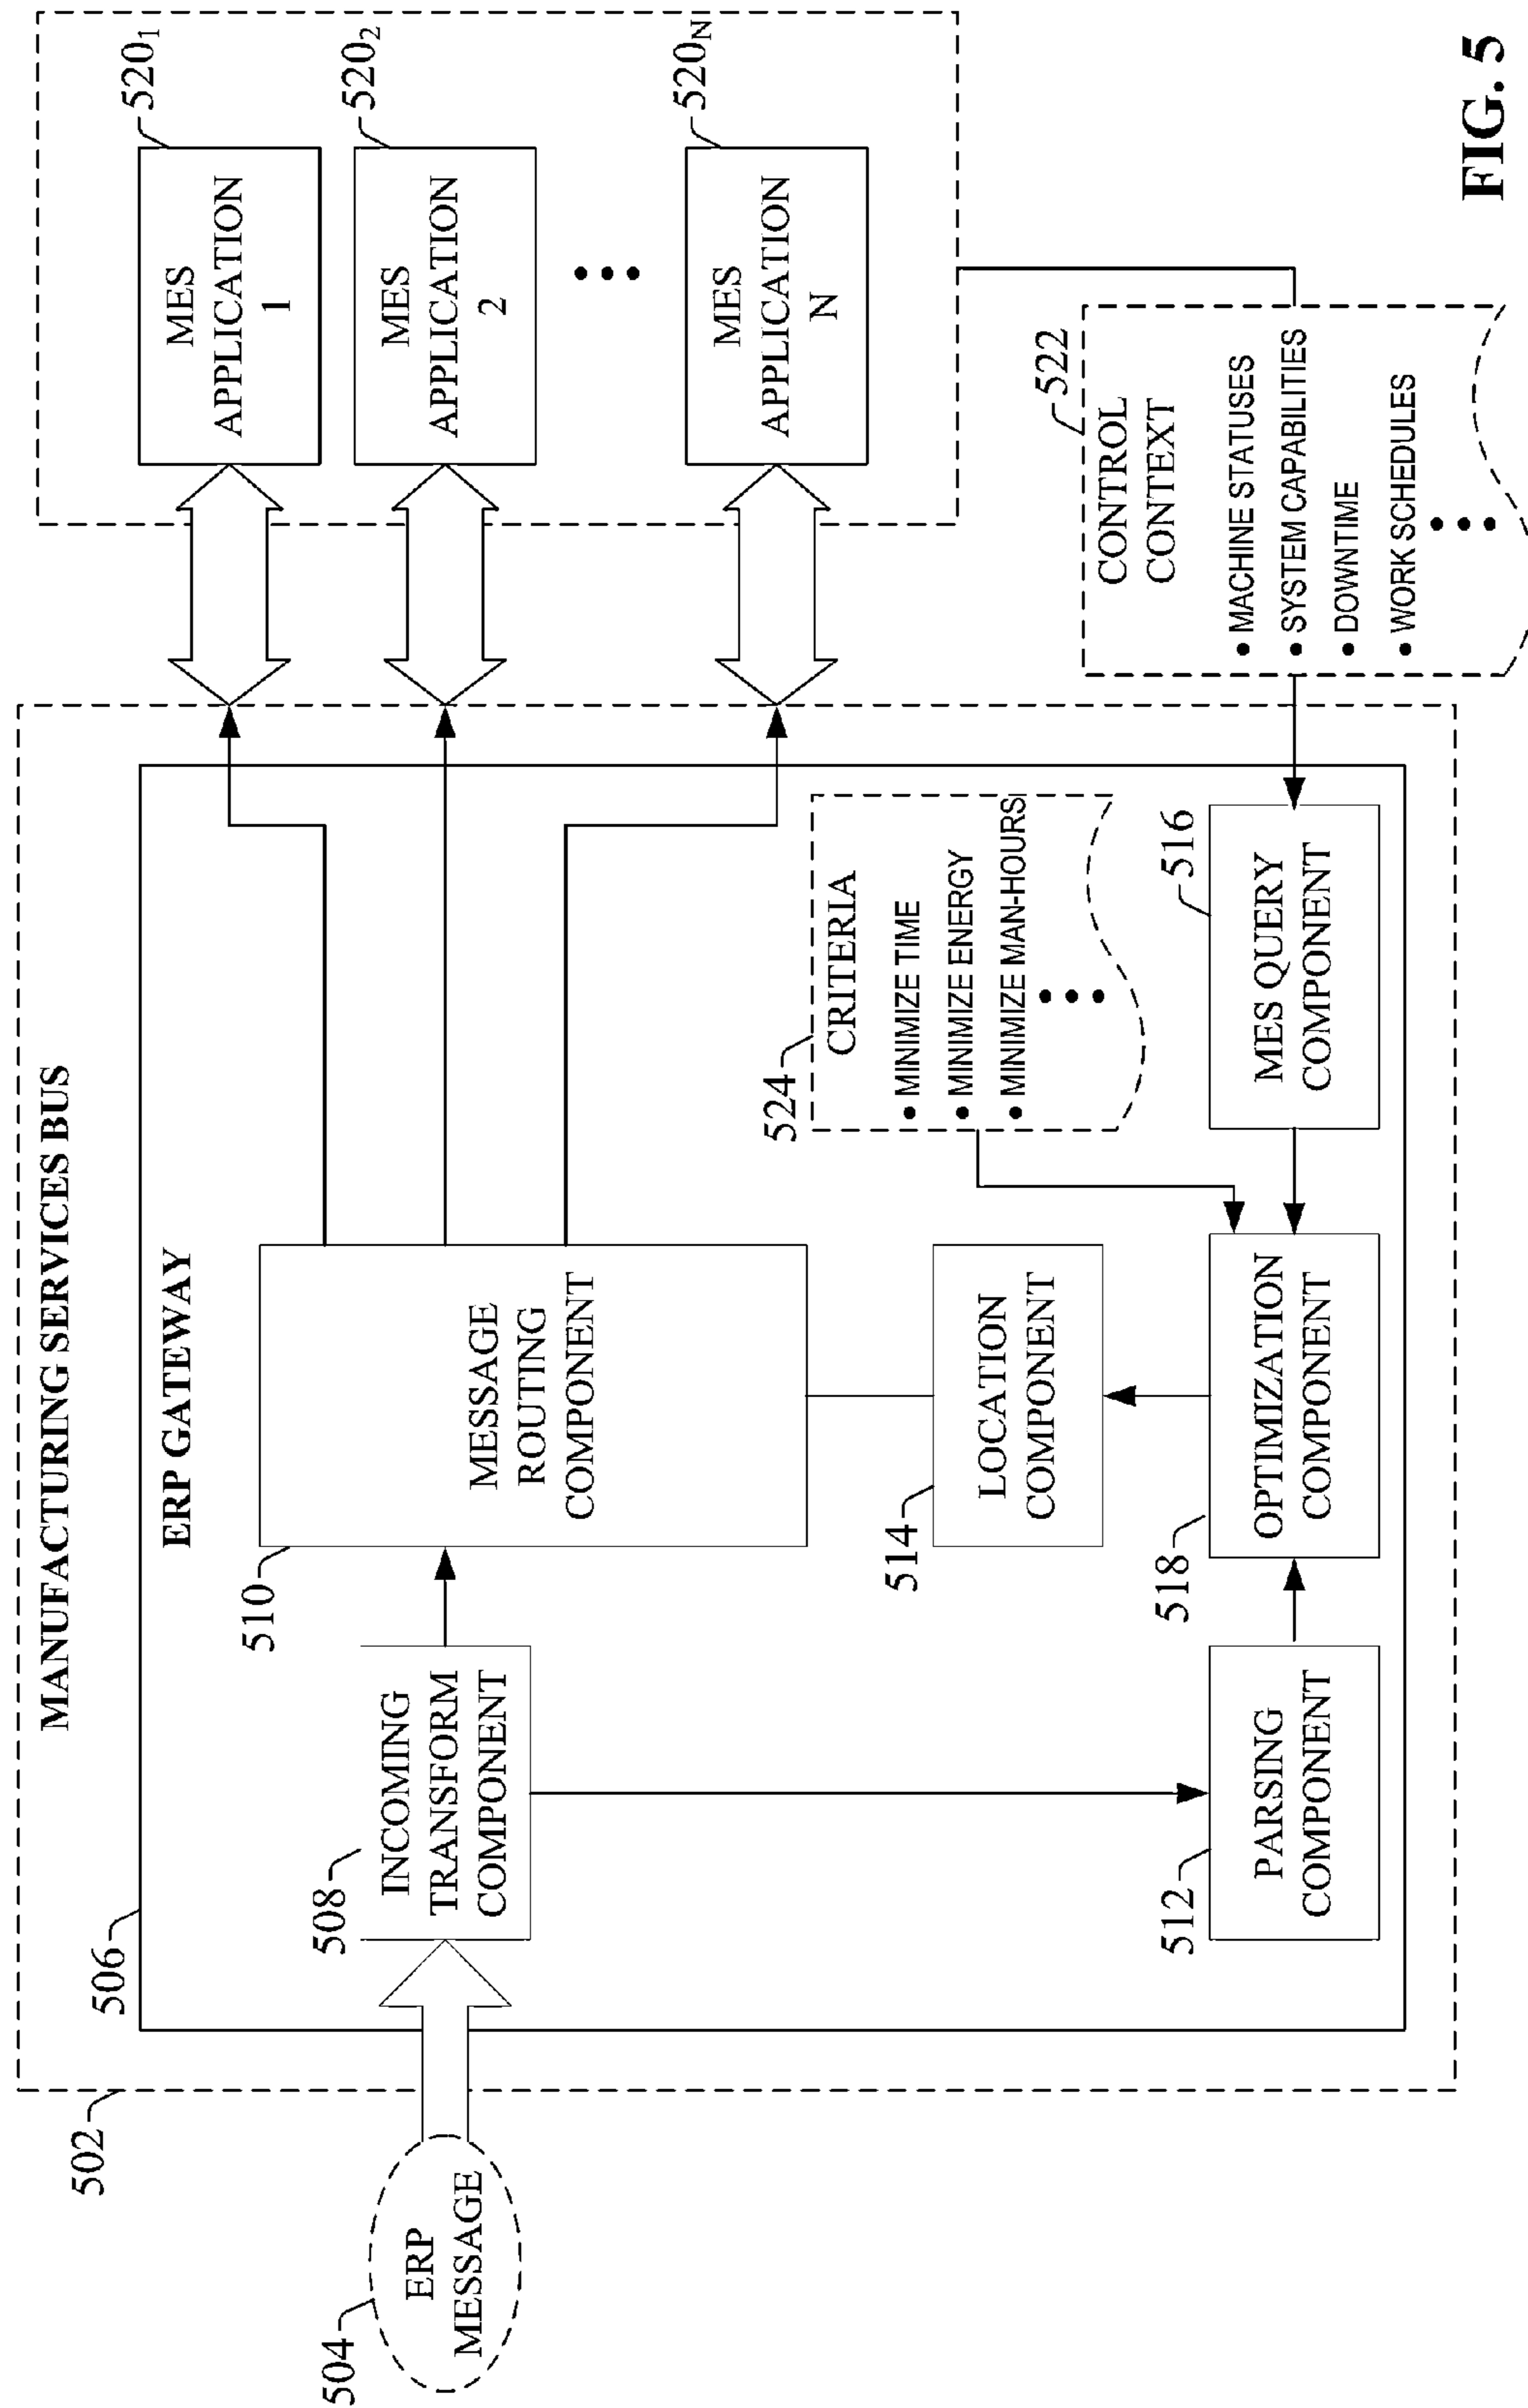 MANUFACTURING SERVICES BUS
502
ERP GATEWAY
506
504
ERP
MESSAGE
508
INCOMING
TRANSFORM
COMPONENT
510
MESSAGE
ROUTING
COMPONENT
512
PARSING
COMPONENT
514
LOCATION
COMPONENT
518
OPTIMIZATION
COMPONENT
524
CRITERIA
• MINIMIZE TIME
• MINIMIZE ENERGY
• MINIMIZE MAN-HOURS
516
MES QUERY
COMPONENT
MES
APPLICATION
1
520₁
MES
APPLICATION
2
520₂
MES
APPLICATION
N
520N
522
CONTROL
CONTEXT
• MACHINE STATUSES
• SYSTEM CAPABILITIES
• DOWNTIME
• WORK SCHEDULES
FIG. 5